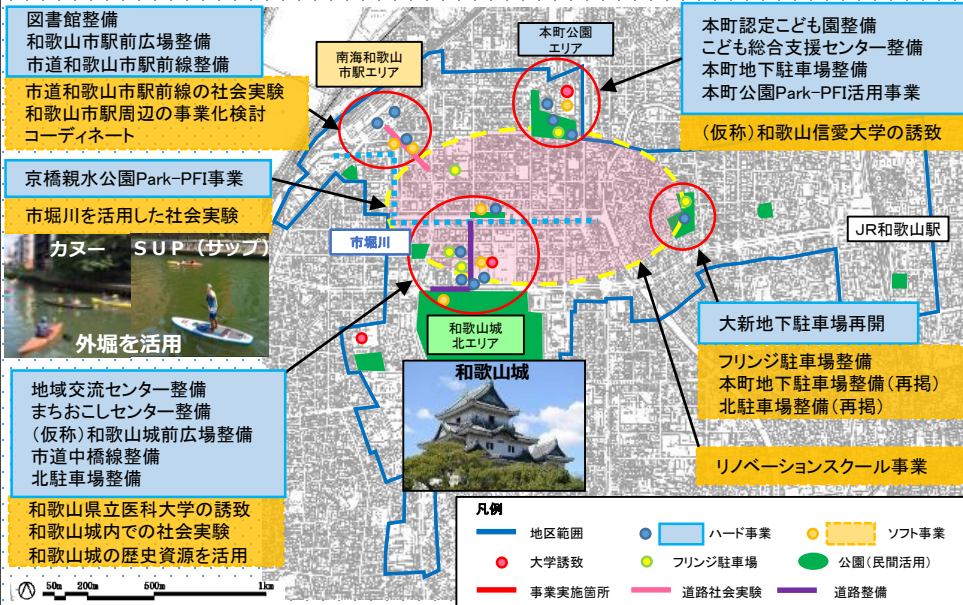 図書館整備
和歌山市駅前広場整備
市道和歌山市駅前線整備
市道和歌山市駅前線の社会実験
和歌山市駅周辺の事業化検討
コーディネート
南海和歌山
市駅エリア
本町公園
エリア
本町認定こども園整備
こども総合支援センター整備
本町地下駐車場整備
本町公園Park-PFI活用事業
(仮称)和歌山信愛大学の誘致
京橋親水公園Park-PFI事業
市堀川を活用した社会実験
カヌー
SUP(サップ)
外堀を活用
市堀川
JR和歌山駅
和歌山城
北エリア
和歌山城
大新地下駐車場再開
フリンジ駐車場整備
本町地下駐車場整備(再掲)
北駐車場整備(再掲)
リノベーションスクール事業
地域交流センター整備
まちおこしセンター整備
(仮称)和歌山城前広場整備
市道中橋線整備
北駐車場整備
和歌山県立医科大学の誘致
和歌山城内での社会実験
和歌山城の歴史資源を活用
凡例
地区範囲
ハード事業
ソフト事業
大学誘致
フリンジ駐車場
公園(民間活用)
事業実施箇所
道路社会実験
道路整備
50m 200m 500m 1km